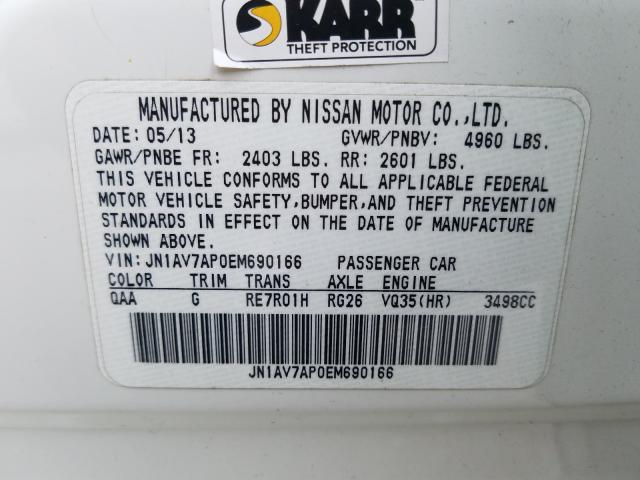 KARR
THEFT PROTECTION
MANUFACTURED BY NISSAN MOTOR CO.,LTD.
DATE: 05/13 GVWR/PNBV: 4960 LBS.
GAWR/PNBE FR: 2403 LBS. RR: 2601 LBS.
THIS VEHICLE CONFORMS TO ALL APPLICABLE FEDERAL
MOTOR VEHICLE SAFETY,BUMPER,AND THEFT PREVENTION
STANDARDS IN EFFECT ON THE DATE OF MANUFACTURE
SHOWN ABOVE.
VIN:JN1AV7AP0EM690166 PASSENGER CAR
COLOR TRIM TRANS AXLE ENGINE
QAA G RE7R01H RG26 VQ35(HR) 3498CC
JN1AV7AP0EM690166